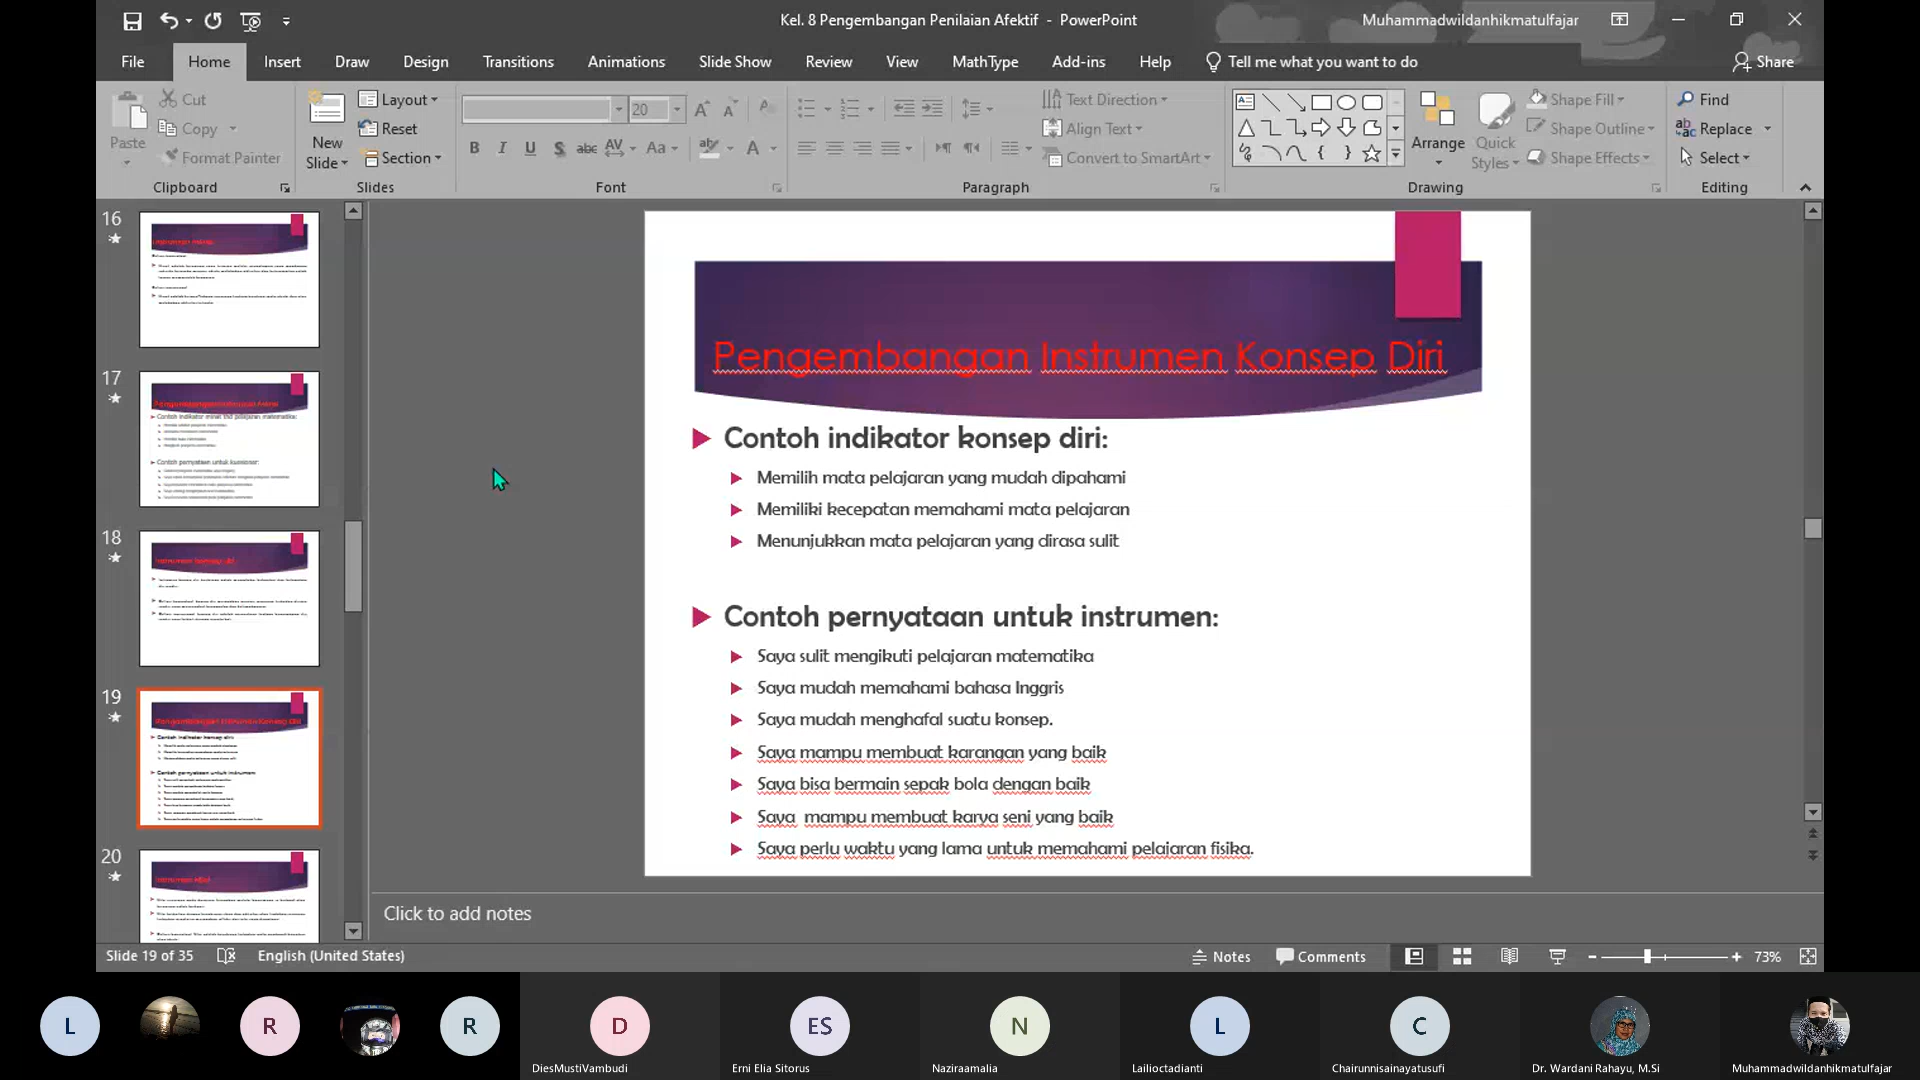 Kel. 8 Pengembangan Penilaian Afektif - PowerPoint
Muhammadwildanhikmatulfajar
File Home Insert Draw Design Transitions Animations Slide Show Review View MathType Add-ins Help Tell me what you want to do Share
Paste
Cut
Copy
Format Painter
Clipboard
New Slide
Layout
Reset
Section
Slides
20
Font
Text Direction
Align Text
Convert to SmartArt
Paragraph
Arrange
Quick Styles
Shape Fill
Shape Outline
Shape Effects
Drawing
Find
Replace
Select
Editing
16
17
18
19
20
Pengembangan Instrumen Konsep Diri
Contoh indikator konsep diri:
Memilih mata pelajaran yang mudah dipahami
Memiliki kecepatan memahami mata pelajaran
Menunjukkan mata pelajaran yang dirasa sulit
Contoh pernyataan untuk instrumen:
Saya sulit mengikuti pelajaran matematika
Saya mudah memahami bahasa Inggris
Saya mudah menghafal suatu konsep.
Saya mampu membuat karangan yang baik
Saya bisa bermain sepak bola dengan baik
Saya mampu membuat karya seni yang baik
Saya perlu waktu yang lama untuk memahami pelajaran fisika.
Click to add notes
Slide 19 of 35 English (United States) Notes Comments 73%
L R R D ES N L C
DiesMustiVambudi Erni Elia Sitorus Naziraamalia Lailioctadianti Chairunnisainayatusufi Dr. Wardani Rahayu, M.Si Muhammadwildanhikmatulfajar